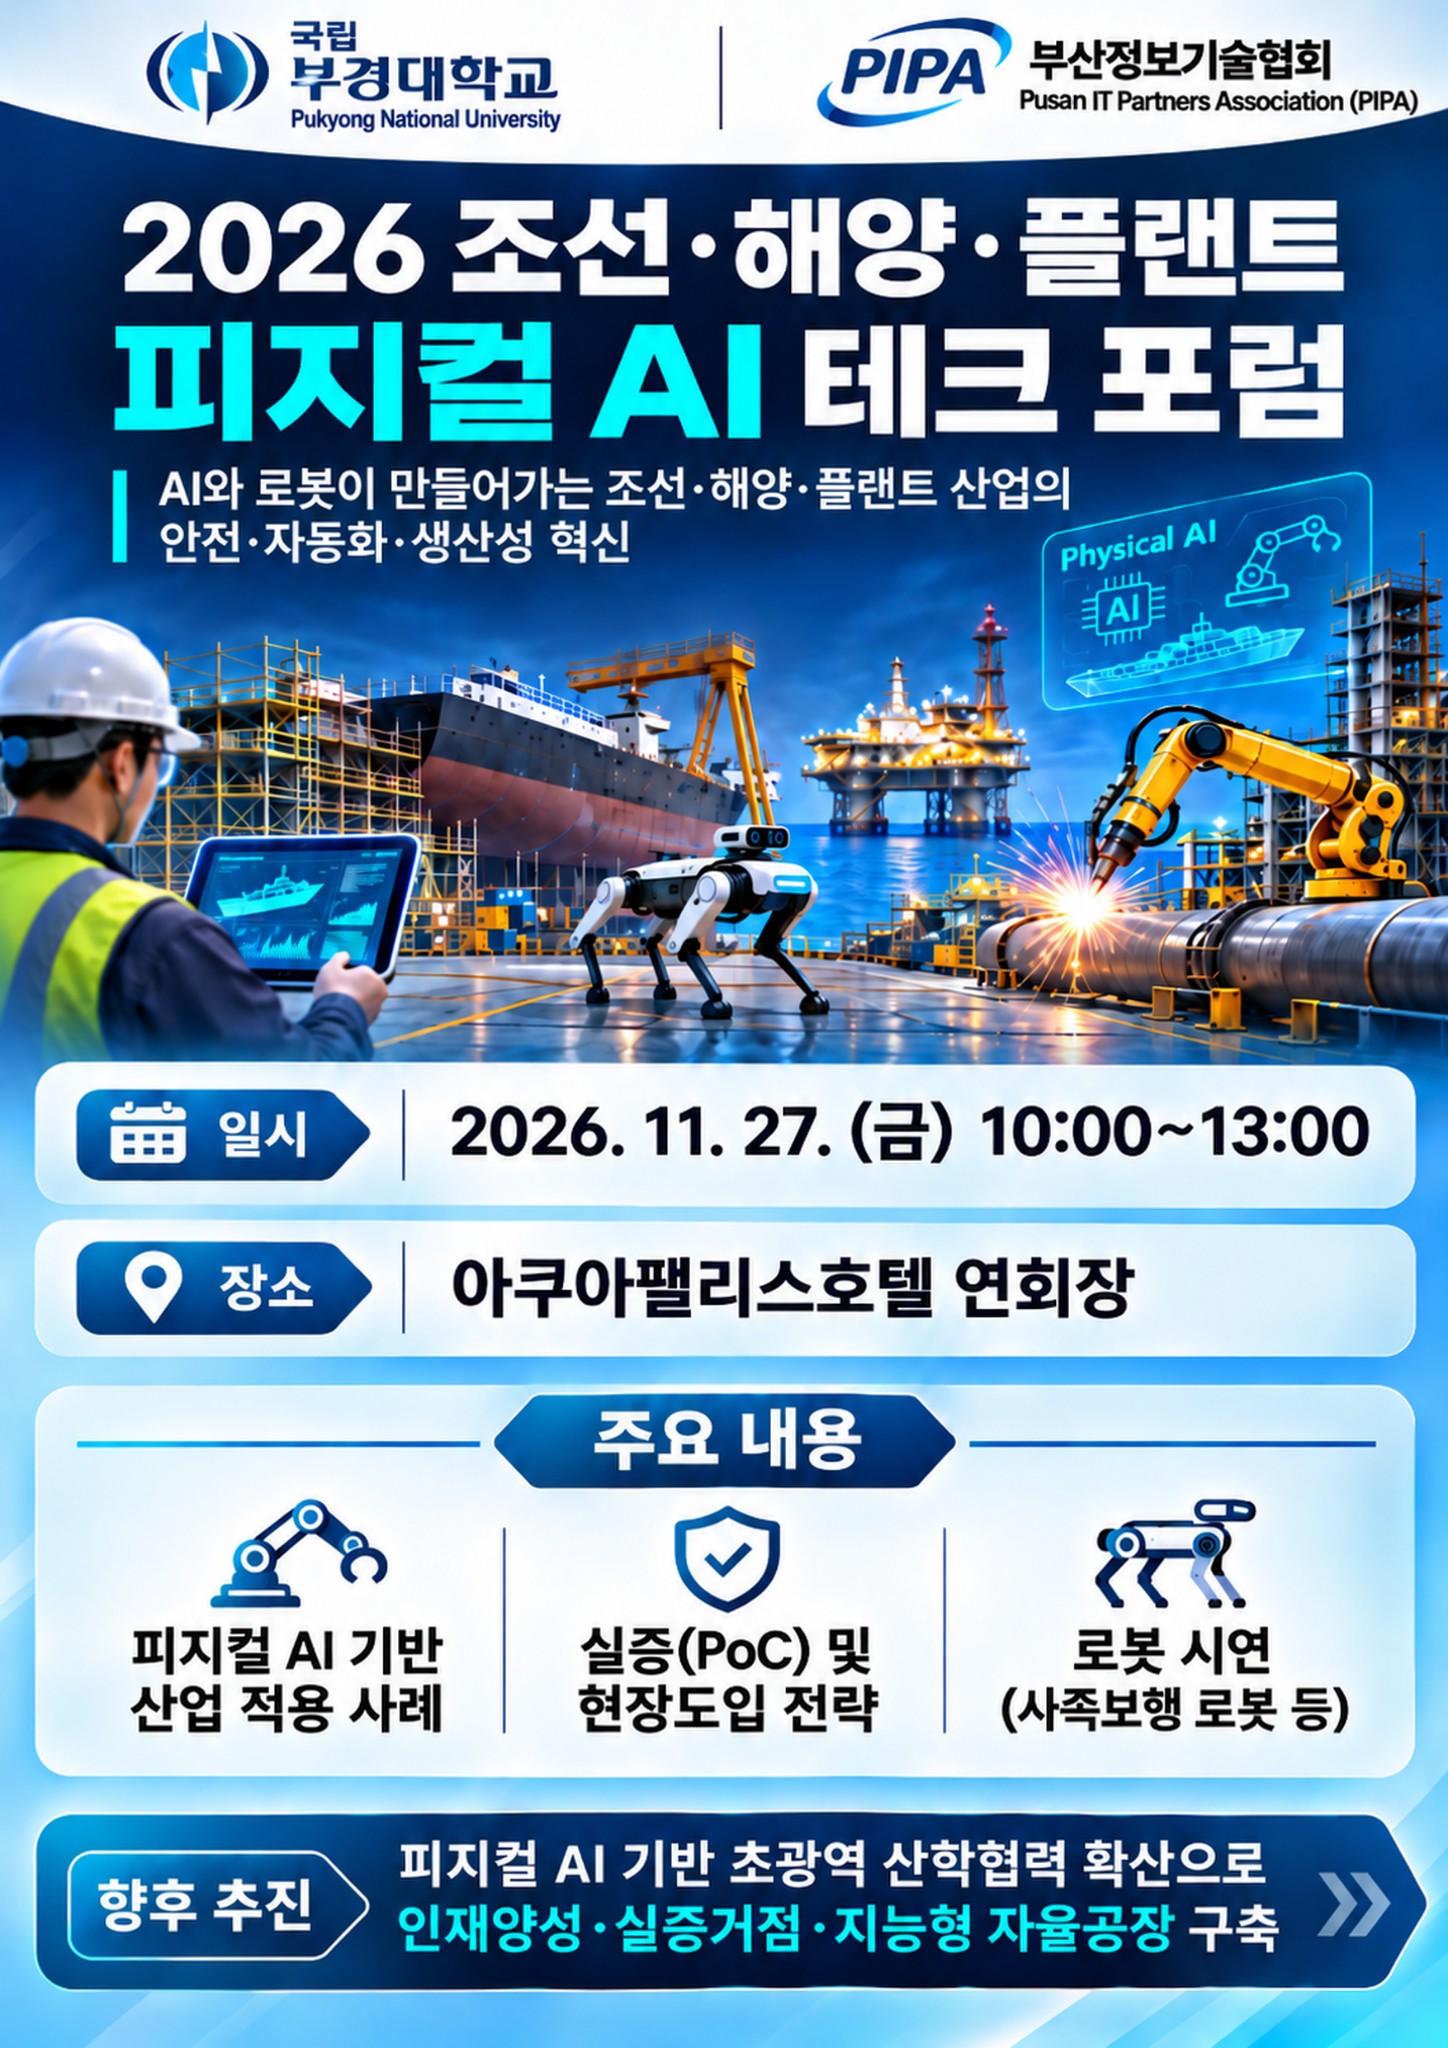 국립
부경대학교
Pukyong National University
PIPA
부산정보기술협회
Pusan IT Partners Association (PIPA)
2026 조선·해양·플랜트
피지컬 AI 테크 포럼
AI와 로봇이 만들어가는 조선·해양·플랜트 산업의
안전·자동화·생산성 혁신
Physical AI
AI
일시
2026. 11. 27. (금) 10:00~13:00
장소
아쿠아팰리스호텔 연회장
주요 내용
피지컬 AI 기반
산업 적용 사례
실증(PoC) 및
현장도입 전략
로봇 시연
(사족보행 로봇 등)
향후 추진
피지컬 AI 기반 초광역 산학협력 확산으로
인재양성·실증거점·지능형 자율공장 구축